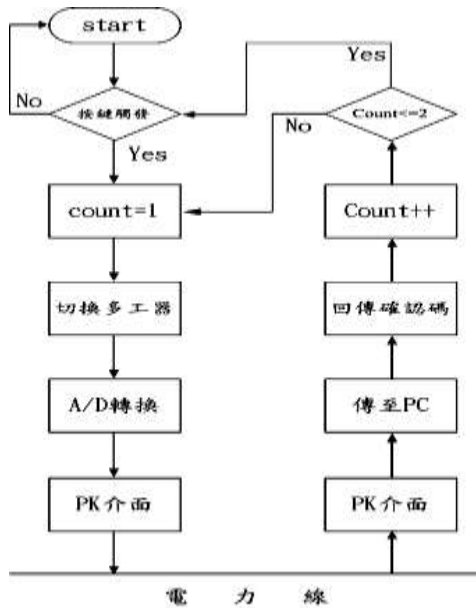 start
Yes
No
按鍵觸發
Count<=2
No
Yes
count=1
Count++
切換多工器
回傳確認碼
A/D轉換
傳至PC
PK介面
PK介面
電力線